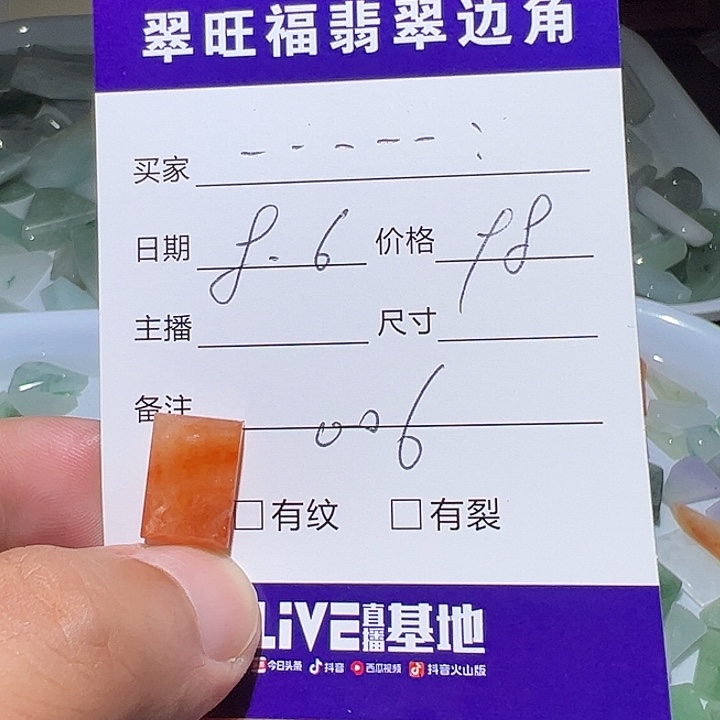 翠旺福翡翠边角
买家 -----:
日期 8.6 价格 98
主播 尺寸
备注 006
有纹 有裂
LiVE直播基地
今日头条 抖音 西瓜视频 抖音火山版